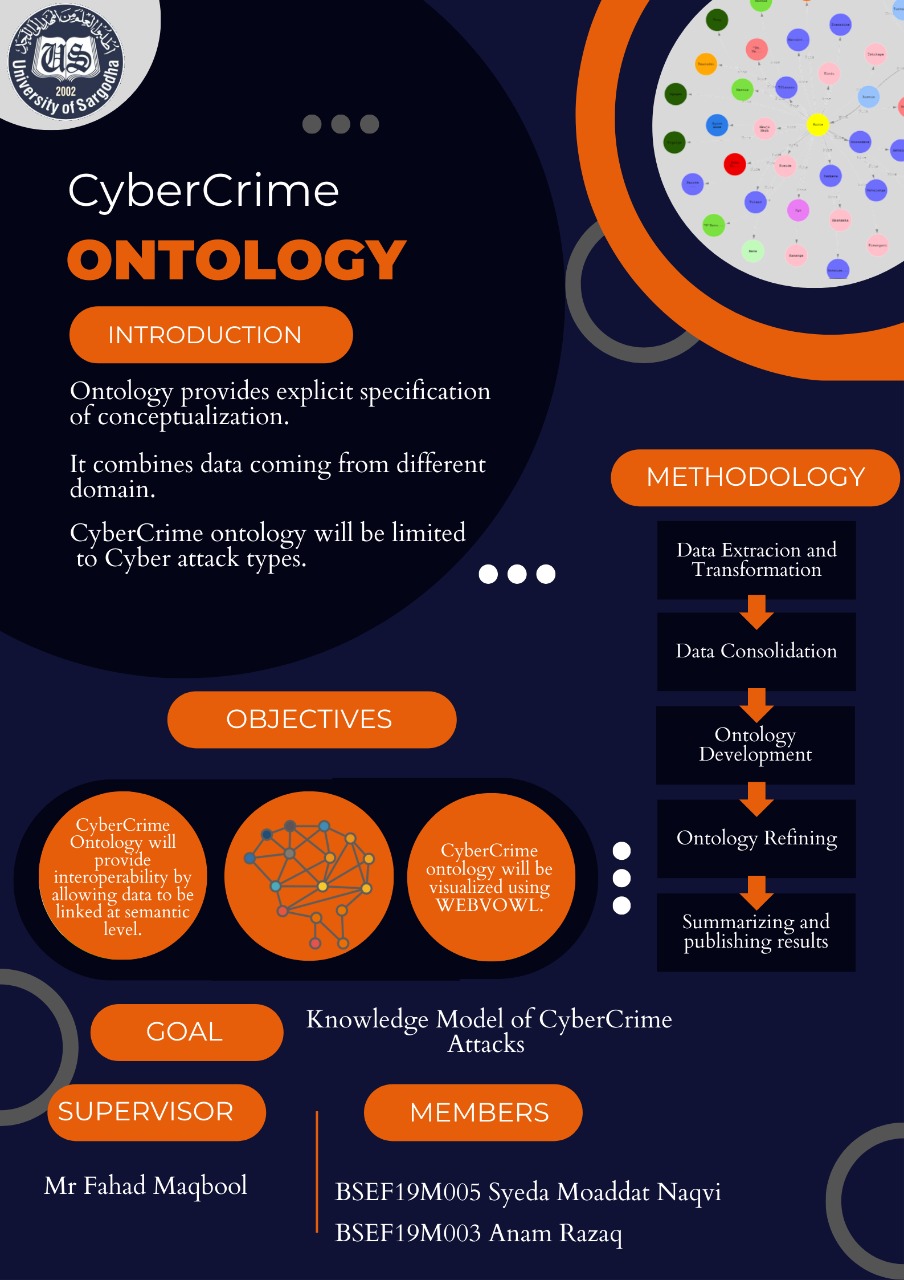 US
2002
University of Sargodha
CyberCrime
ONTOLOGY
INTRODUCTION
Ontology provides explicit specification
of conceptualization.
It combines data coming from different
domain.
CyberCrime ontology will be limited
to Cyber attack types.
METHODOLOGY
Data Extracion and
Transformation
Data Consolidation
Ontology
Development
Ontology Refining
Summarizing and
publishing results
OBJECTIVES
CyberCrime
Ontology will
provide
interoperability by
allowing data to be
linked at semantic
level.
CyberCrime
ontology will be
visualized using
WEBVOWL.
GOAL
Knowledge Model of CyberCrime
Attacks
SUPERVISOR
Mr Fahad Maqbool
MEMBERS
BSEF19M005 Syeda Moaddat Naqvi
BSEF19M003 Anam Razaq